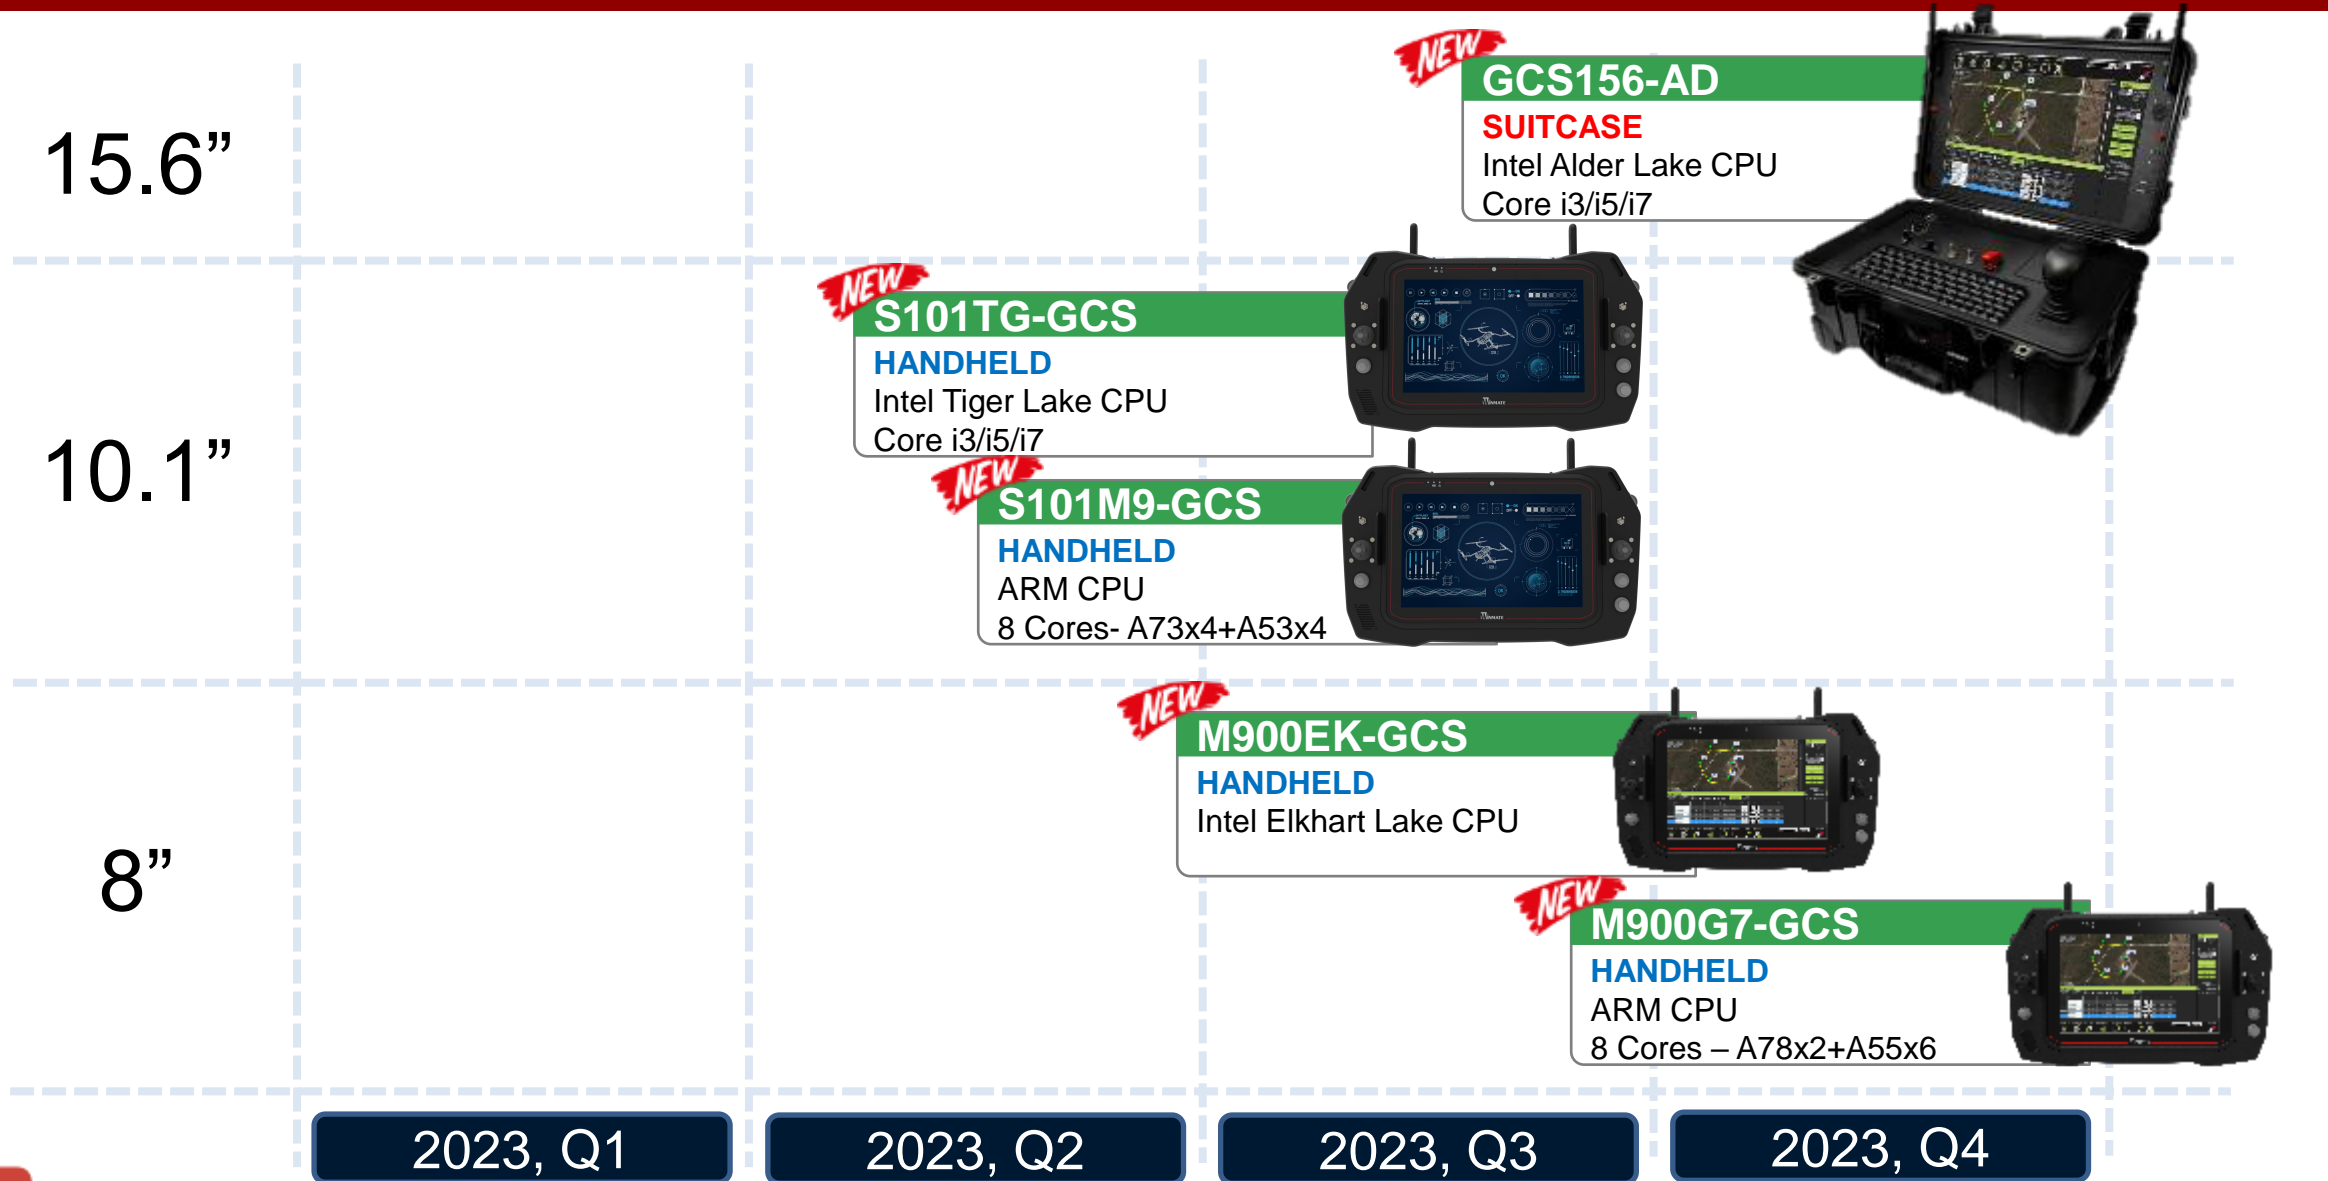 NEW
GCS156-AD
SUITCASE
Intel Alder Lake CPU
Core i3/i5/i7
15.6”
NEW
S101TG-GCS
HANDHELD
Intel Tiger Lake CPU
Core i3/i5/i7
10.1”
NEW
S101M9-GCS
HANDHELD
ARM CPU
8 Cores- A73x4+A53x4
WINMATE
WINMATE
NEW
M900EK-GCS
HANDHELD
Intel Elkhart Lake CPU
8”
NEW
M900G7-GCS
HANDHELD
ARM CPU
8 Cores – A78x2+A55x6
2023, Q1
2023, Q2
2023, Q3
2023, Q4